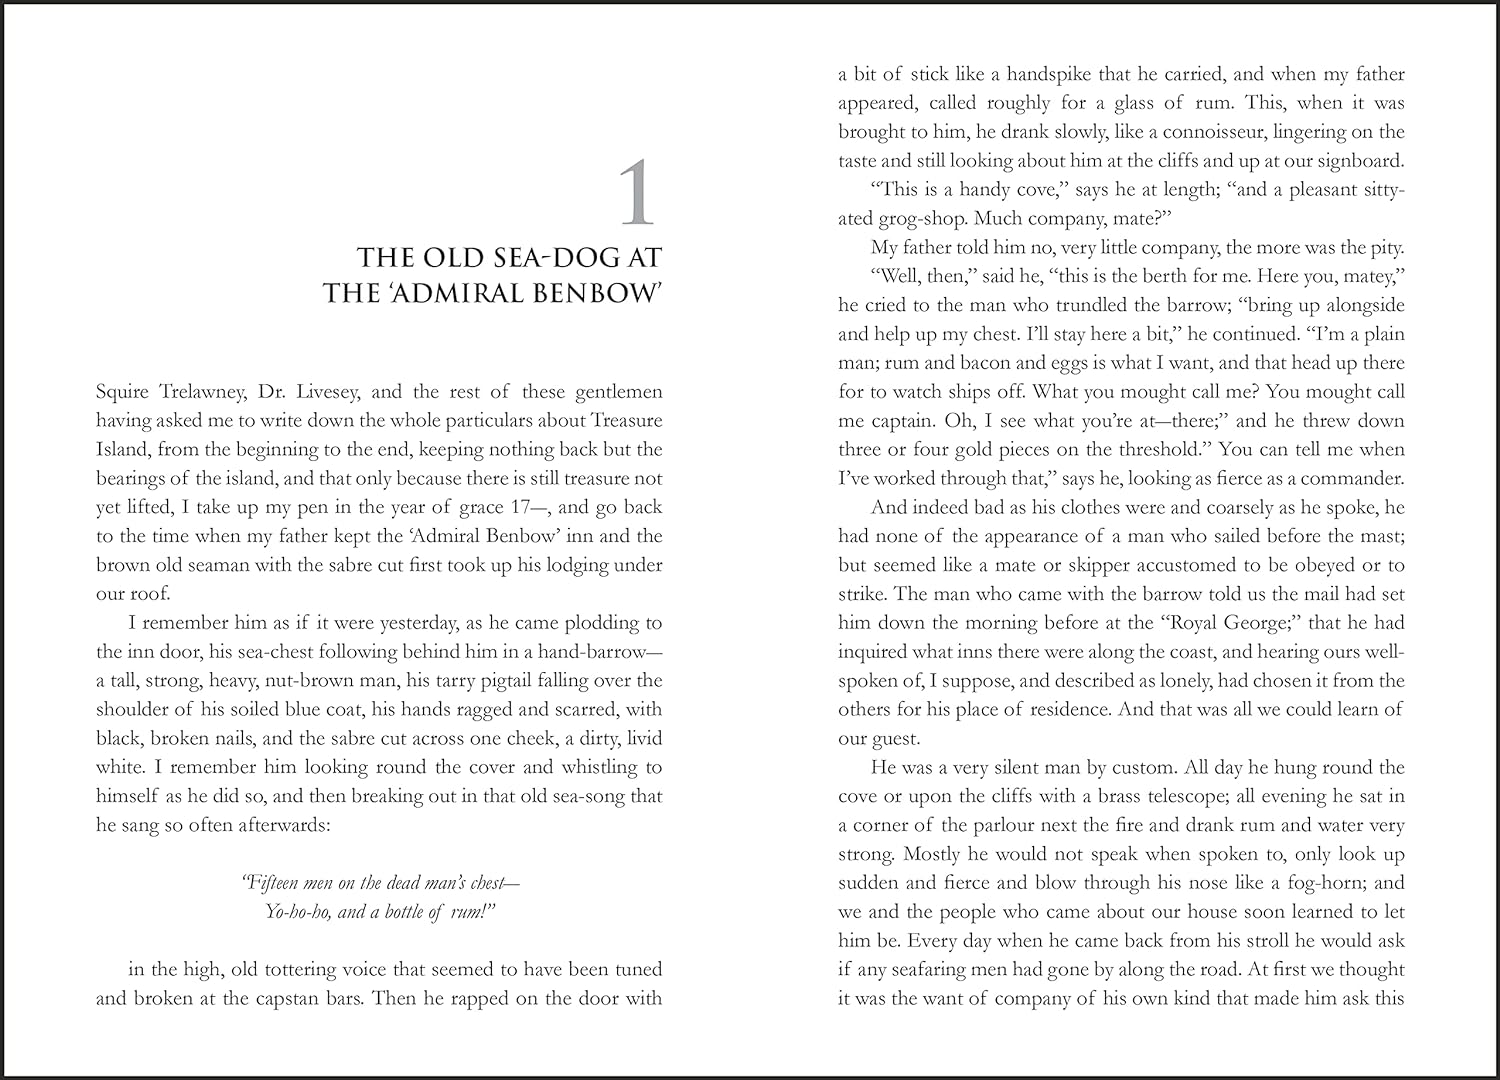 1
THE OLD SEA-DOG AT
THE ‘ADMIRAL BENBOW’
Squire Trelawney, Dr. Livesey, and the rest of these gentlemen
having asked me to write down the whole particulars about Treasure
Island, from the beginning to the end, keeping nothing back but the
bearings of the island, and that only because there is still treasure not
yet lifted, I take up my pen in the year of grace 17—, and go back
to the time when my father kept the ‘Admiral Benbow’ inn and the
brown old seaman with the sabre cut first took up his lodging under
our roof.
I remember him as if it were yesterday, as he came plodding to
the inn door, his sea-chest following behind him in a hand-barrow—
a tall, strong, heavy, nut-brown man, his tarry pigtail falling over the
shoulder of his soiled blue coat, his hands ragged and scarred, with
black, broken nails, and the sabre cut across one cheek, a dirty, livid
white. I remember him looking round the cover and whistling to
himself as he did so, and then breaking out in that old sea-song that
he sang so often afterwards:
“Fifteen men on the dead man’s chest—
Yo-ho-ho, and a bottle of rum!”
in the high, old tottering voice that seemed to have been tuned
and broken at the capstan bars. Then he rapped on the door with
a bit of stick like a handspike that he carried, and when my father
appeared, called roughly for a glass of rum. This, when it was
brought to him, he drank slowly, like a connoisseur, lingering on the
taste and still looking about him at the cliffs and up at our signboard.
“This is a handy cove,” says he at length; “and a pleasant sitty-
ated grog-shop. Much company, mate?”
My father told him no, very little company, the more was the pity.
“Well, then,” said he, “this is the berth for me. Here you, matey,”
he cried to the man who trundled the barrow; “bring up alongside
and help up my chest. I’ll stay here a bit,” he continued. “I’m a plain
man; rum and bacon and eggs is what I want, and that head up there
for to watch ships off. What you mought call me? You mought call
me captain. Oh, I see what you’re at—there;” and he threw down
three or four gold pieces on the threshold.” You can tell me when
I’ve worked through that,” says he, looking as fierce as a commander.
And indeed bad as his clothes were and coarsely as he spoke, he
had none of the appearance of a man who sailed before the mast;
but seemed like a mate or skipper accustomed to be obeyed or to
strike. The man who came with the barrow told us the mail had set
him down the morning before at the “Royal George;” that he had
inquired what inns there were along the coast, and hearing ours well-
spoken of, I suppose, and described as lonely, had chosen it from the
others for his place of residence. And that was all we could learn of
our guest.
He was a very silent man by custom. All day he hung round the
cove or upon the cliffs with a brass telescope; all evening he sat in
a corner of the parlour next the fire and drank rum and water very
strong. Mostly he would not speak when spoken to, only look up
sudden and fierce and blow through his nose like a fog-horn; and
we and the people who came about our house soon learned to let
him be. Every day when he came back from his stroll he would ask
if any seafaring men had gone by along the road. At first we thought
it was the want of company of his own kind that made him ask this